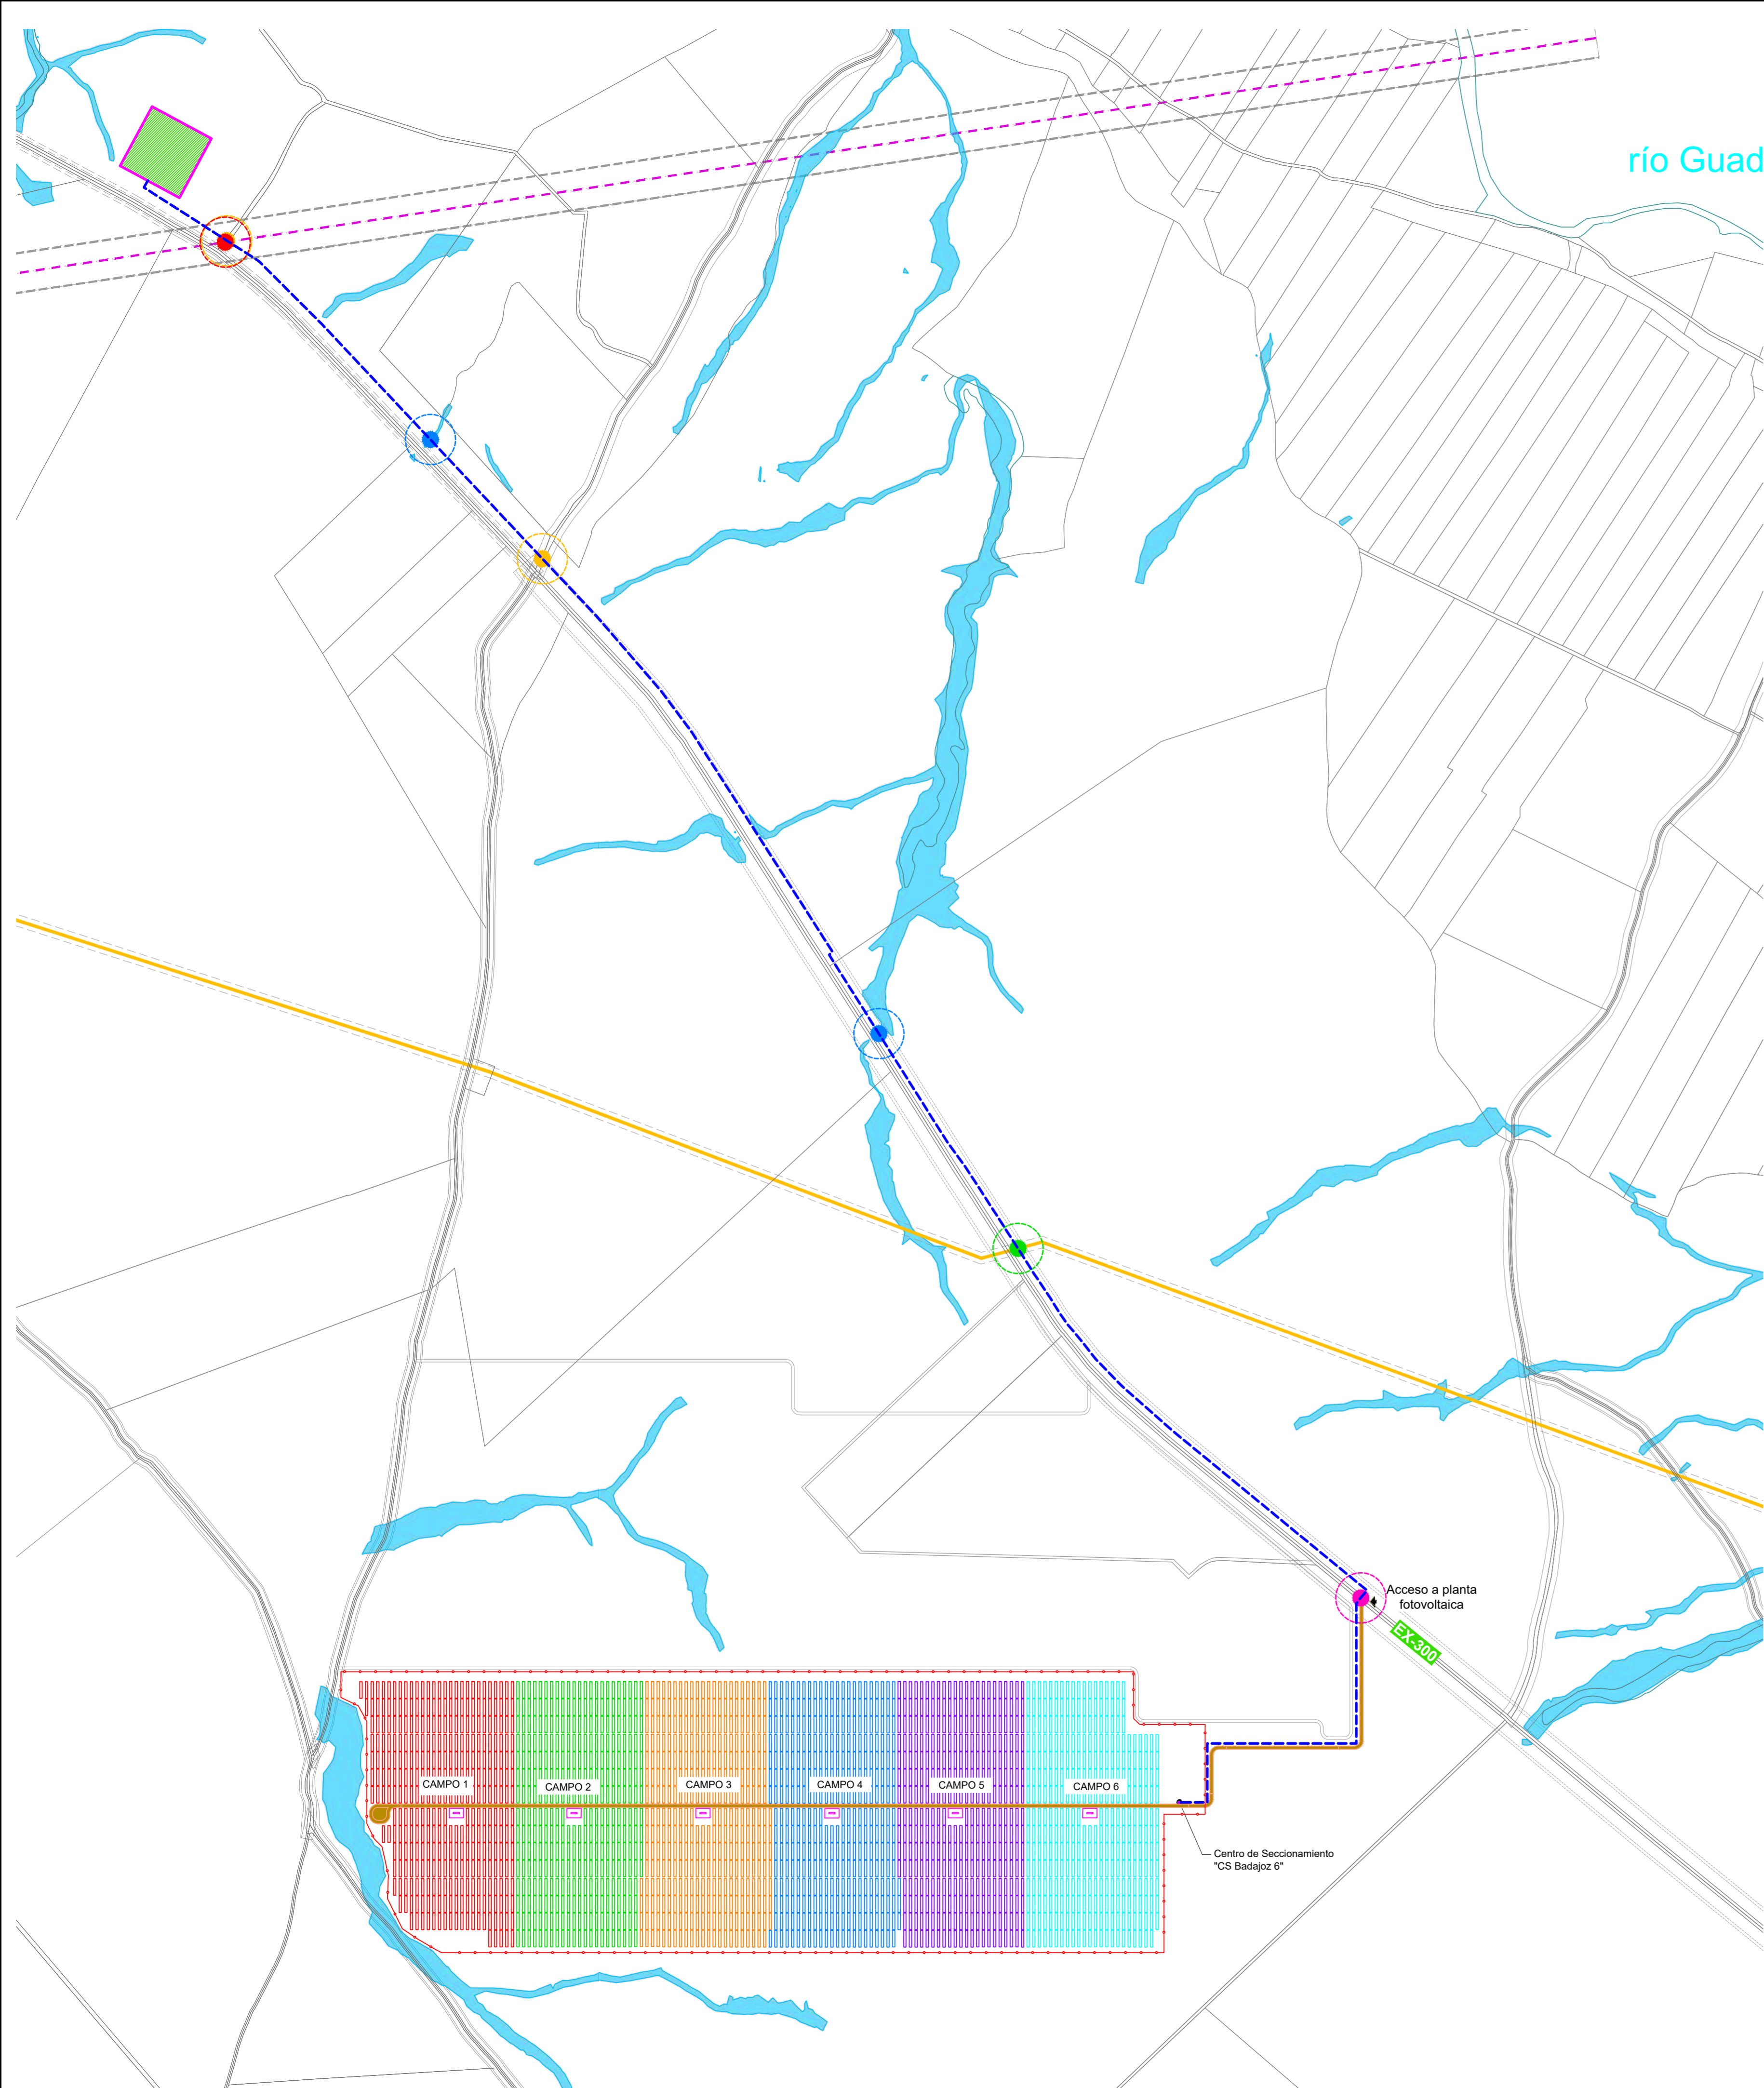 río Guad
Acceso a planta
fotovoltaica
EX-300
CAMPO 1
CAMPO 2
CAMPO 3
CAMPO 4
CAMPO 5
CAMPO 6
Centro de Seccionamiento
"CS Badajoz 6"